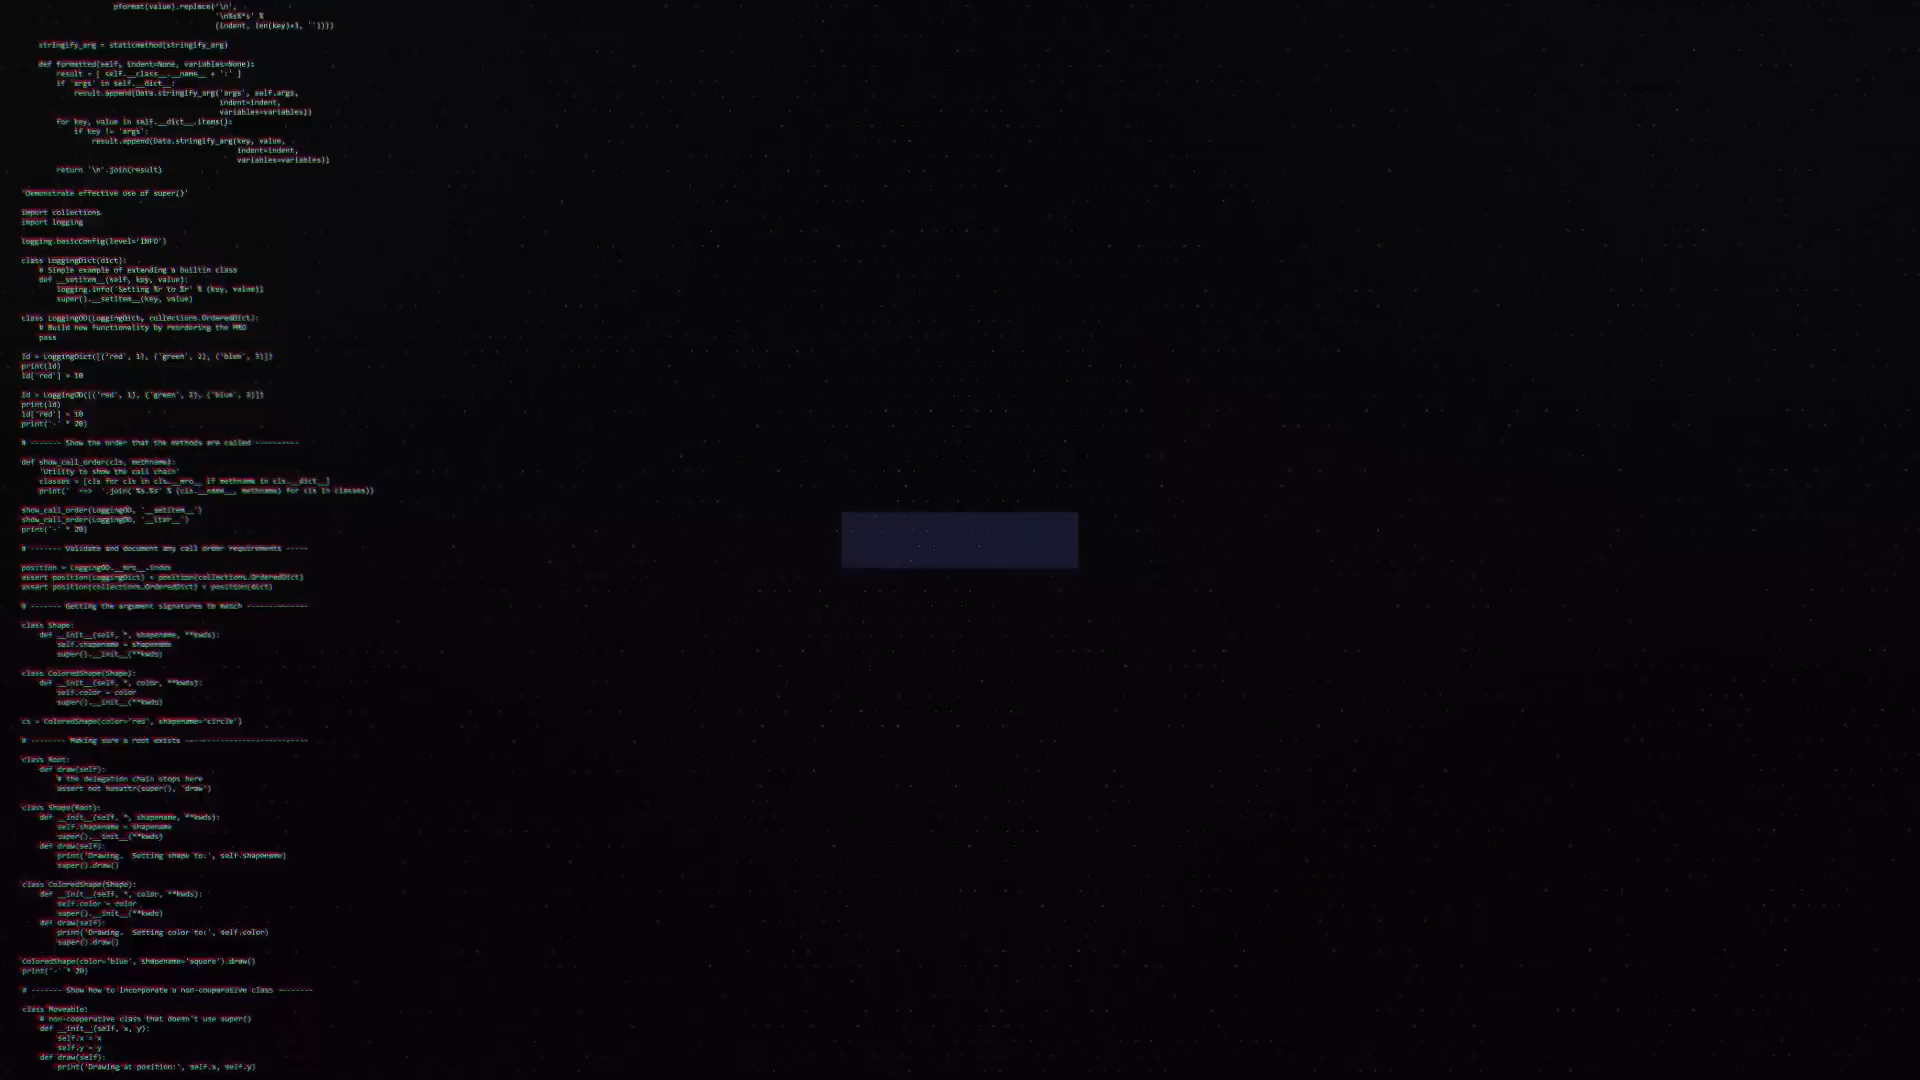 pformat(value).replace('\n',
'\n%s%*s' %
(indent, len(key)+3, ''))))
stringify_arg = staticmethod(stringify_arg)
def formatted(self, indent=None, variables=None):
result = [ self.__class__.__name__ + ':' ]
if 'args' in self.__dict__:
result.append(Data.stringify_arg('args', self.args,
indent=indent,
variables=variables))
for key, value in self.__dict__.items():
if key != 'args':
result.append(Data.stringify_arg(key, value,
indent=indent,
variables=variables))
return '\n'.join(result)
'Demonstrate effective use of super()'
import collections
import logging
logging.basicConfig(level='INFO')
class LoggingDict(dict):
# Simple example of extending a builtin class
def __setitem__(self, key, value):
logging.info('Setting %r to %r' % (key, value))
super().__setitem__(key, value)
class LoggingOD(LoggingDict, collections.OrderedDict):
# Build new functionality by reordering the MRO
pass
ld = LoggingDict([('red', 1), ('green', 2), ('blue', 3)])
print(ld)
ld['red'] = 10
ld = LoggingOD([('red', 1), ('green', 2), ('blue', 3)])
print(ld)
ld['red'] = 10
print('-' * 20)
# ------- Show the order that the methods are called ----------
def show_call_order(cls, methname):
'Utility to show the call chain'
classes = [cls for cls in cls.__mro__ if methname in cls.__dict__]
print('  ==>  '.join('%s.%s' % (cls.__name__, methname) for cls in classes))
show_call_order(LoggingOD, '__setitem__')
show_call_order(LoggingOD, '__iter__')
print('-' * 20)
# ------- Validate and document any call order requirements -----
position = LoggingOD.__mro__.index
assert position(LoggingDict) < position(collections.OrderedDict)
assert position(collections.OrderedDict) < position(dict)
# ------- Getting the argument signatures to match --------------
class Shape:
def __init__(self, *, shapename, **kwds):
self.shapename = shapename
super().__init__(**kwds)
class ColoredShape(Shape):
def __init__(self, *, color, **kwds):
self.color = color
super().__init__(**kwds)
cs = ColoredShape(color='red', shapename='circle')
# -------- Making sure a root exists ----------------------------
class Root:
def draw(self):
# the delegation chain stops here
assert not hasattr(super(), 'draw')
class Shape(Root):
def __init__(self, *, shapename, **kwds):
self.shapename = shapename
super().__init__(**kwds)
def draw(self):
print('Drawing.  Setting shape to:', self.shapename)
super().draw()
class ColoredShape(Shape):
def __init__(self, *, color, **kwds):
self.color = color
super().__init__(**kwds)
def draw(self):
print('Drawing.  Setting color to:', self.color)
super().draw()
ColoredShape(color='blue', shapename='square').draw()
print('-' * 20)
# ------- Show how to incorporate a non-cooperative class --------
class Moveable:
# non-cooperative class that doesn't use super()
def __init__(self, x, y):
self.x = x
self.y = y
def draw(self):
print('Drawing at position:', self.x, self.y)